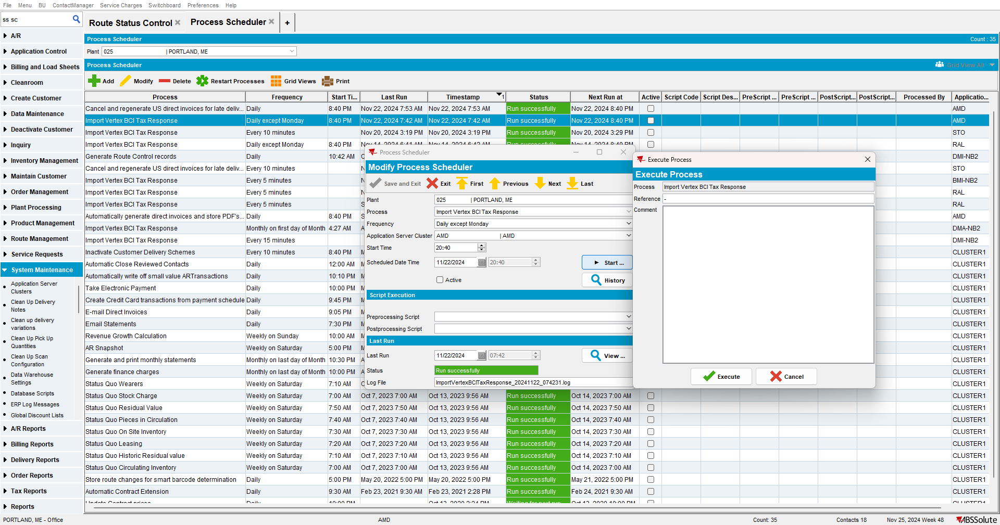 File Menu BU ContactManager Service Charges Switchboard Preferences Help
ss sc
Route Status Control
Process Scheduler
+
Process Scheduler Count : 35
Plant 025 | PORTLAND, ME
Process Scheduler Grid View All
Add Modify Delete Restart Processes Grid Views Print
A/R
Application Control
Billing and Load Sheets
Cleanroom
Create Customer
Data Maintenance
Deactivate Customer
Inquiry
Inventory Management
Maintain Customer
Order Management
Plant Processing
Product Management
Route Management
Service Requests
System Maintenance
Application Server Clusters
Clean Up Delivery Notes
Clean up delivery variations
Clean Up Pick Up Quantities
Clean Up Scan Configuration
Data Warehouse Settings
Database Scripts
ERP Log Messages
Global Discount Lists
A/R Reports
Billing Reports
Delivery Reports
Order Reports
Tax Reports
Reports
Process Frequency Start Ti... Last Run Timestamp 1 Status Next Run at Active Script Code Script Des... PreScript ... PreScript ... PostScript... PostScript... Processed By Applicatio...
Cancel and regenerate US direct invoices for late deliv... Daily 8:40 PM Nov 22, 2024 7:53 AM Nov 22, 2024 7:53 AM Run successfully Nov 22, 2024 8:40 PM AMD
Import Vertex BCI Tax Response Daily except Monday 8:40 PM Nov 22, 2024 7:42 AM Nov 22, 2024 7:42 AM Run successfully Nov 22, 2024 8:40 PM AMD
Import Vertex BCI Tax Response Every 10 minutes Nov 20, 2024 3:19 PM Nov 20, 2024 3:19 PM Run successfully Nov 20, 2024 3:29 PM STO
Import Vertex BCI Tax Response Daily except Monday 8:40 PM Nov 14, 2024 6:41 AM Nov 14, 2024 6:42 AM Run successfully Nov 14, 2024 8:40 PM RAL
Generate Route Control records Daily 10:42 AM DMI-NB2
Cancel and regenerate US direct invoices for late deliv... Every 10 minutes STO
Import Vertex BCI Tax Response Every 5 minutes BMI-NB2
Import Vertex BCI Tax Response Every 5 minutes RAL
Import Vertex BCI Tax Response Every 5 minutes RAL
Automatically generate direct invoices and store PDF's... Daily 8:40 PM AMD
Import Vertex BCI Tax Response Monthly on first day of Month 4:27 AM DMA-NB2
Import Vertex BCI Tax Response Every 15 minutes DMI-NB2
Inactivate Customer Delivery Schemes Every 10 minutes 8:40 PM CLUSTER1
Automatic Close Reviewed Contacts Daily 12:00 AM CLUSTER1
Automatically write off small value ARTransactions Daily 10:10 PM CLUSTER1
Take Electronic Payment Daily 10:00 PM CLUSTER1
Create Credit Card transactions from payment schedule Daily 9:45 PM CLUSTER1
E-mail Direct Invoices Daily 9:05 PM CLUSTER1
Email Statements Daily 7:30 PM CLUSTER1
Revenue Growth Calculation Weekly on Sunday 10:00 AM CLUSTER1
AR Snapshot Weekly on Saturday 5:00 PM CLUSTER1
Generate and print monthly statements Monthly on last day of Month 10:30 PM CLUSTER1
Generate finance charges Monthly on last day of Month 10:00 PM CLUSTER1
Status Quo Wearers Weekly on Saturday 7:10 AM CLUSTER1
Status Quo Stock Charge Weekly on Saturday 7:00 AM Oct 7, 2023 7:00 AM Oct 13, 2023 9:56 AM Run successfully Oct 14, 2023 7:00 AM CLUSTER1
Status Quo Residual Value Weekly on Saturday 7:50 AM Oct 7, 2023 7:50 AM Oct 13, 2023 9:56 AM Run successfully Oct 14, 2023 7:50 AM CLUSTER1
Status Quo Pieces in Circulation Weekly on Saturday 7:40 AM Oct 7, 2023 7:40 AM Oct 13, 2023 9:56 AM Run successfully Oct 14, 2023 7:40 AM CLUSTER1
Status Quo On Site Inventory Weekly on Saturday 7:30 AM Oct 7, 2023 7:30 AM Oct 13, 2023 9:56 AM Run successfully Oct 14, 2023 7:30 AM CLUSTER1
Status Quo Leasing Weekly on Saturday 7:20 AM Oct 7, 2023 7:20 AM Oct 13, 2023 9:56 AM Run successfully Oct 14, 2023 7:20 AM CLUSTER1
Status Quo Historic Residual value Weekly on Saturday 7:10 AM Oct 7, 2023 7:10 AM Oct 13, 2023 9:56 AM Run successfully Oct 14, 2023 7:10 AM CLUSTER1
Status Quo Circulating Inventory Weekly on Saturday 7:00 AM Oct 7, 2023 7:00 AM Oct 13, 2023 9:56 AM Run successfully Oct 14, 2023 7:00 AM CLUSTER1
Store route changes for smart barcode determination Daily 5:00 PM May 20, 2022 5:00 PM May 20, 2022 5:00 PM Run successfully May 21, 2022 5:00 PM CLUSTER1
Automatic Contract Extension Daily 9:30 AM Feb 23, 2021 9:30 AM Feb 23, 2021 2:28 PM Run successfully Feb 24, 2021 9:30 AM CLUSTER1
Process Scheduler
Modify Process Scheduler
Save and Exit Exit First Previous Next Last
Plant 025 | PORTLAND, ME
Process Import Vertex BCI Tax Response
Frequency Daily except Monday
Application Server Cluster AMD | AMD
Start Time 20:40
Scheduled Date Time 11/22/2024 16 20:40 Start ...
Active History
Script Execution
Preprocessing Script
Postprocessing Script
Last Run
Last Run 11/22/2024 16 07:42 View ...
Status Run successfully
Log File ImportVertexBCITaxResponse_20241122_074231.log
Execute Process
Execute Process
Process Import Vertex BCI Tax Response
Reference -
Comment
Execute Cancel
PORTLAND, ME - Office AMD Count: 35 Contacts 18 Nov 25, 2024 Week 48 ABSSolute